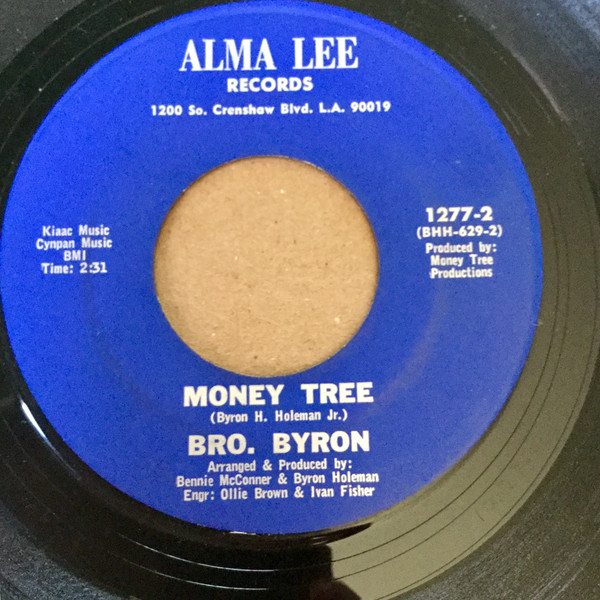 ALMA LEE
RECORDS
1200 So. Crenshaw Blvd. L.A. 90019
Kiaac Music
Cynpan Music
BMI
Time: 2:31
1277-2
(BHH-629-2)
Produced by:
Money Tree
Productions
MONEY TREE
(Byron H. Holeman Jr.)
BRO. BYRON
Arranged & Produced by:
Bennie McConner & Byron Holeman
Engr: Ollie Brown & Ivan Fisher